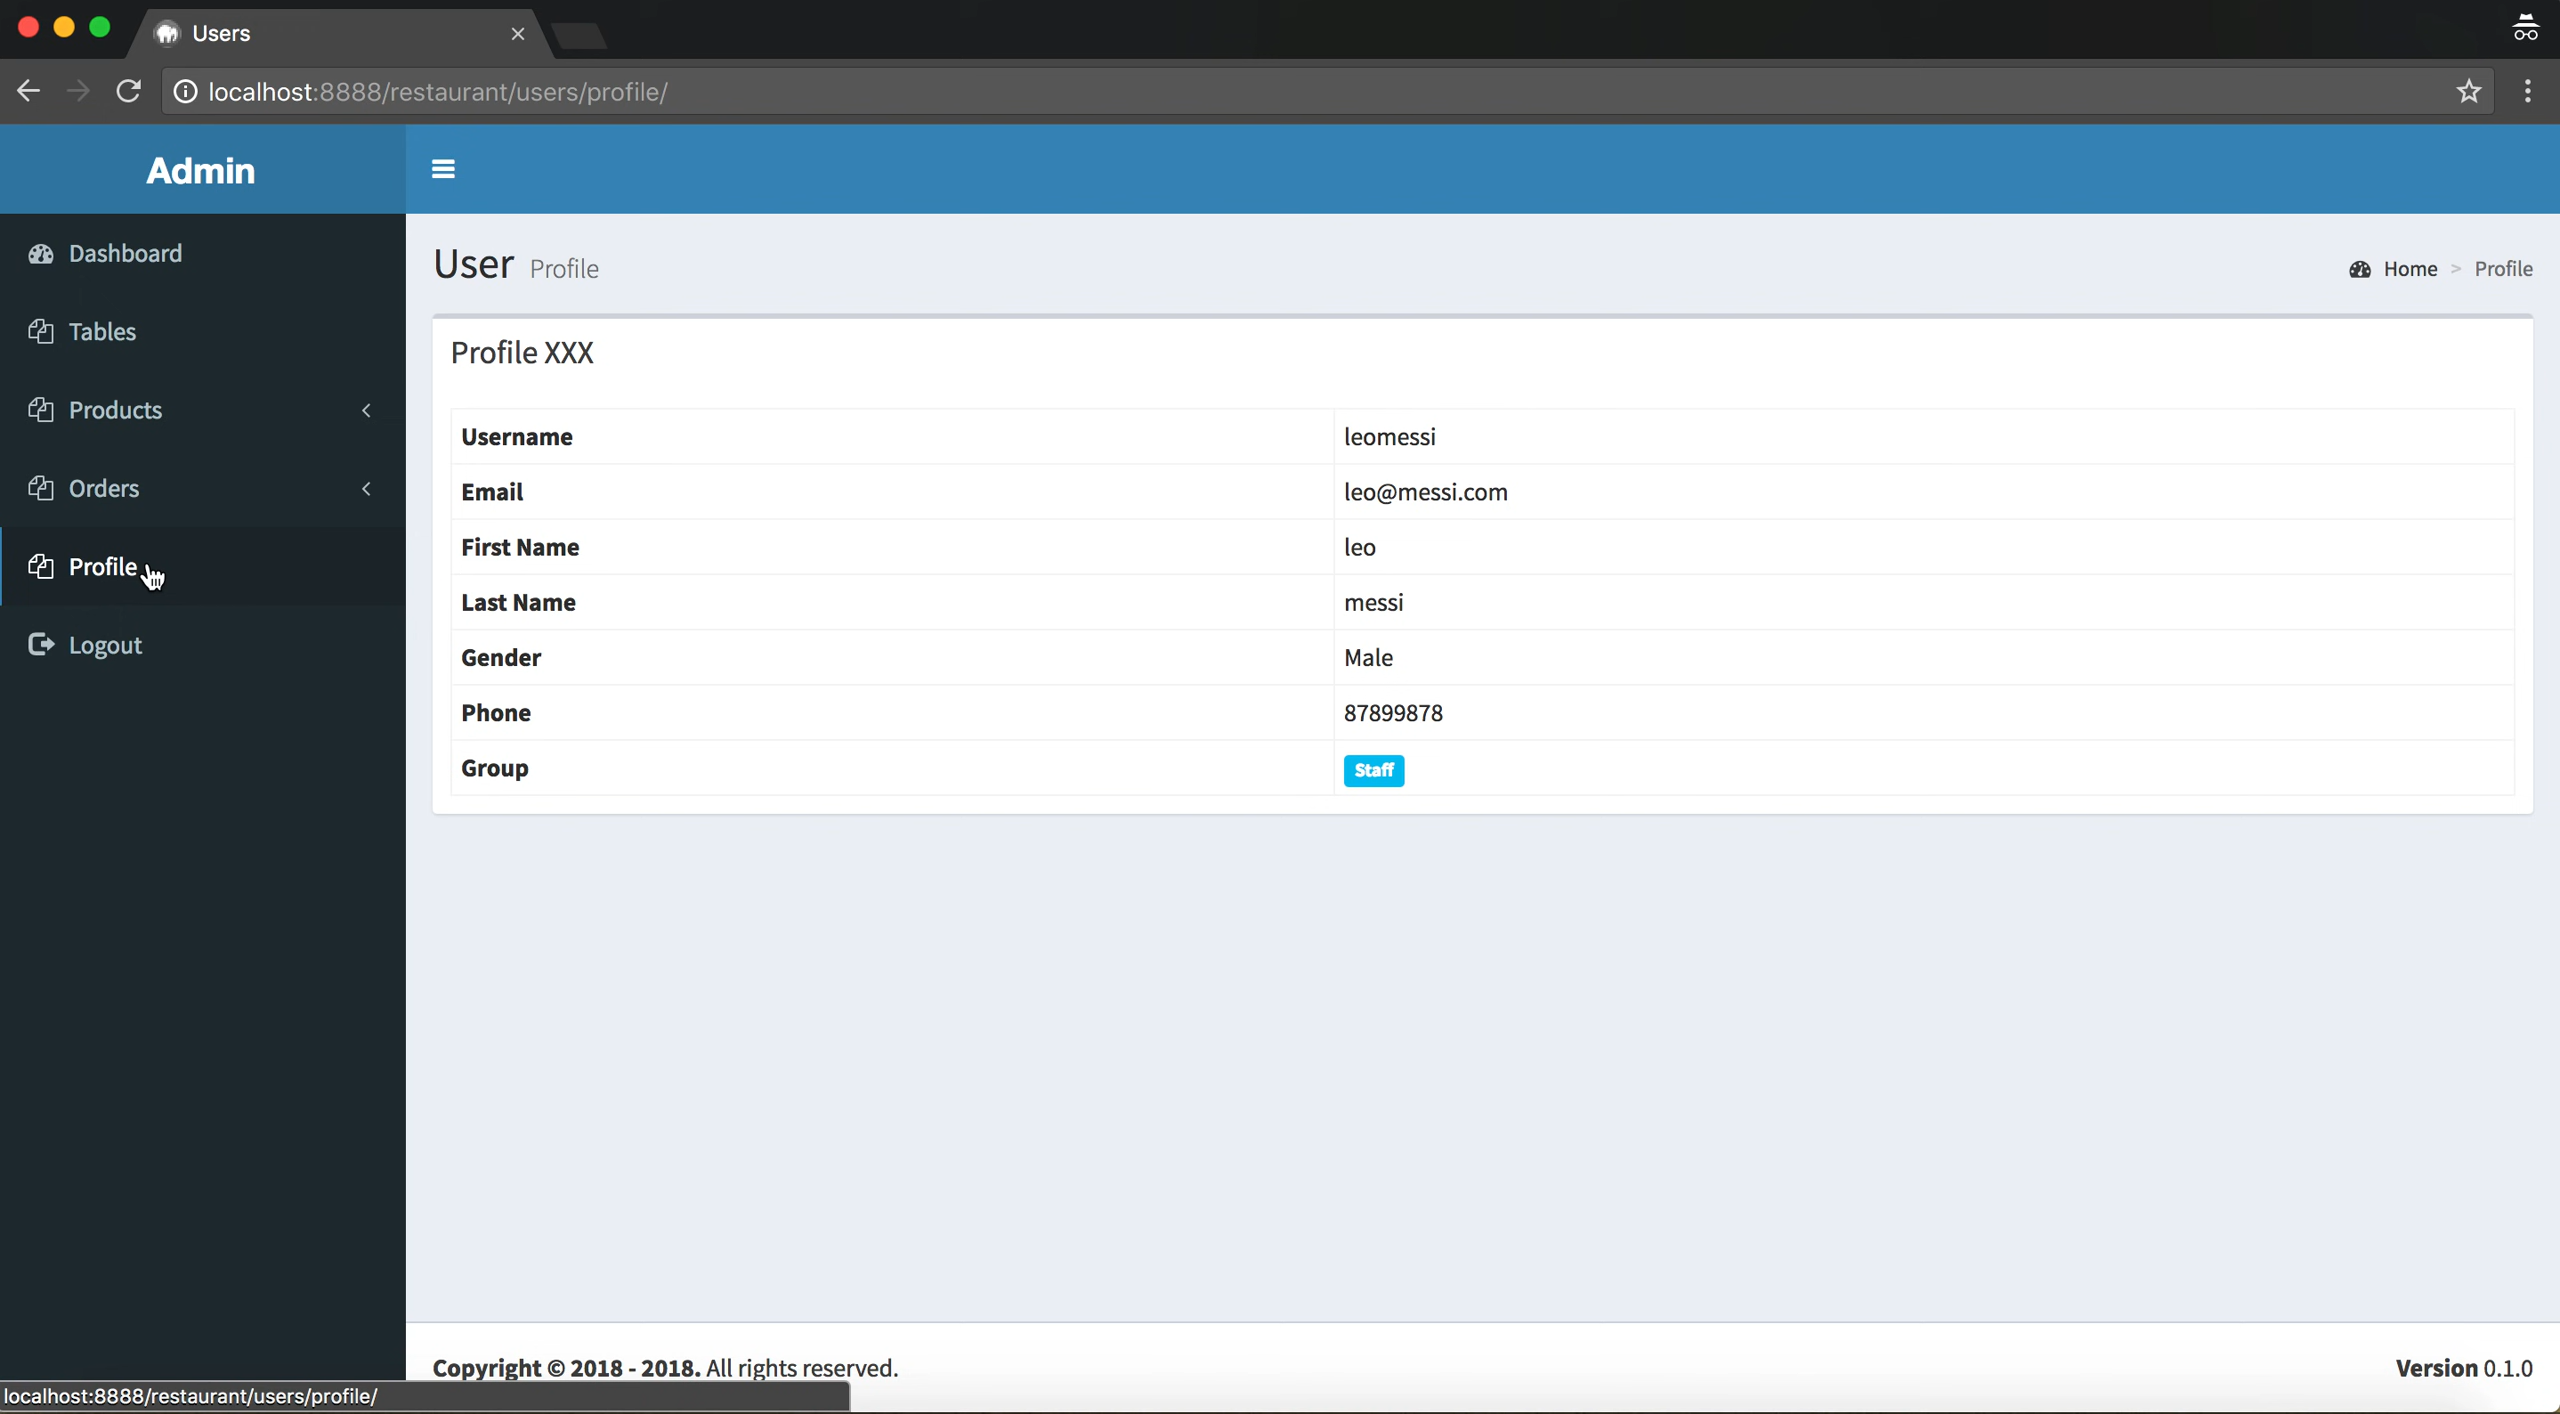 Users
localhost:8888/restaurant/users/profile/
Admin
Dashboard
Tables
Products
Orders
Profile
Logout
User Profile
Home > Profile
Profile XXX
Username leomessi
Email leo@messi.com
First Name leo
Last Name messi
Gender Male
Phone 87899878
Group Staff
Copyright © 2018 - 2018. All rights reserved.
Version 0.1.0
localhost:8888/restaurant/users/profile/